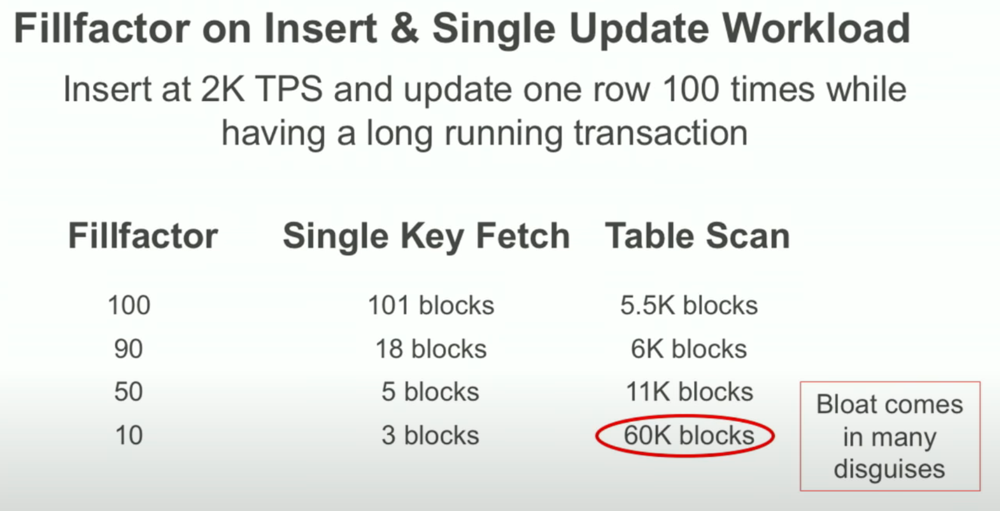 Fillfactor on Insert & Single Update Workload
Insert at 2K TPS and update one row 100 times while
having a long running transaction
Fillfactor Single Key Fetch Table Scan
100 101 blocks 5.5K blocks
90 18 blocks 6K blocks
50 5 blocks 11K blocks
10 3 blocks 60K blocks
Bloat comes
in many
disguises